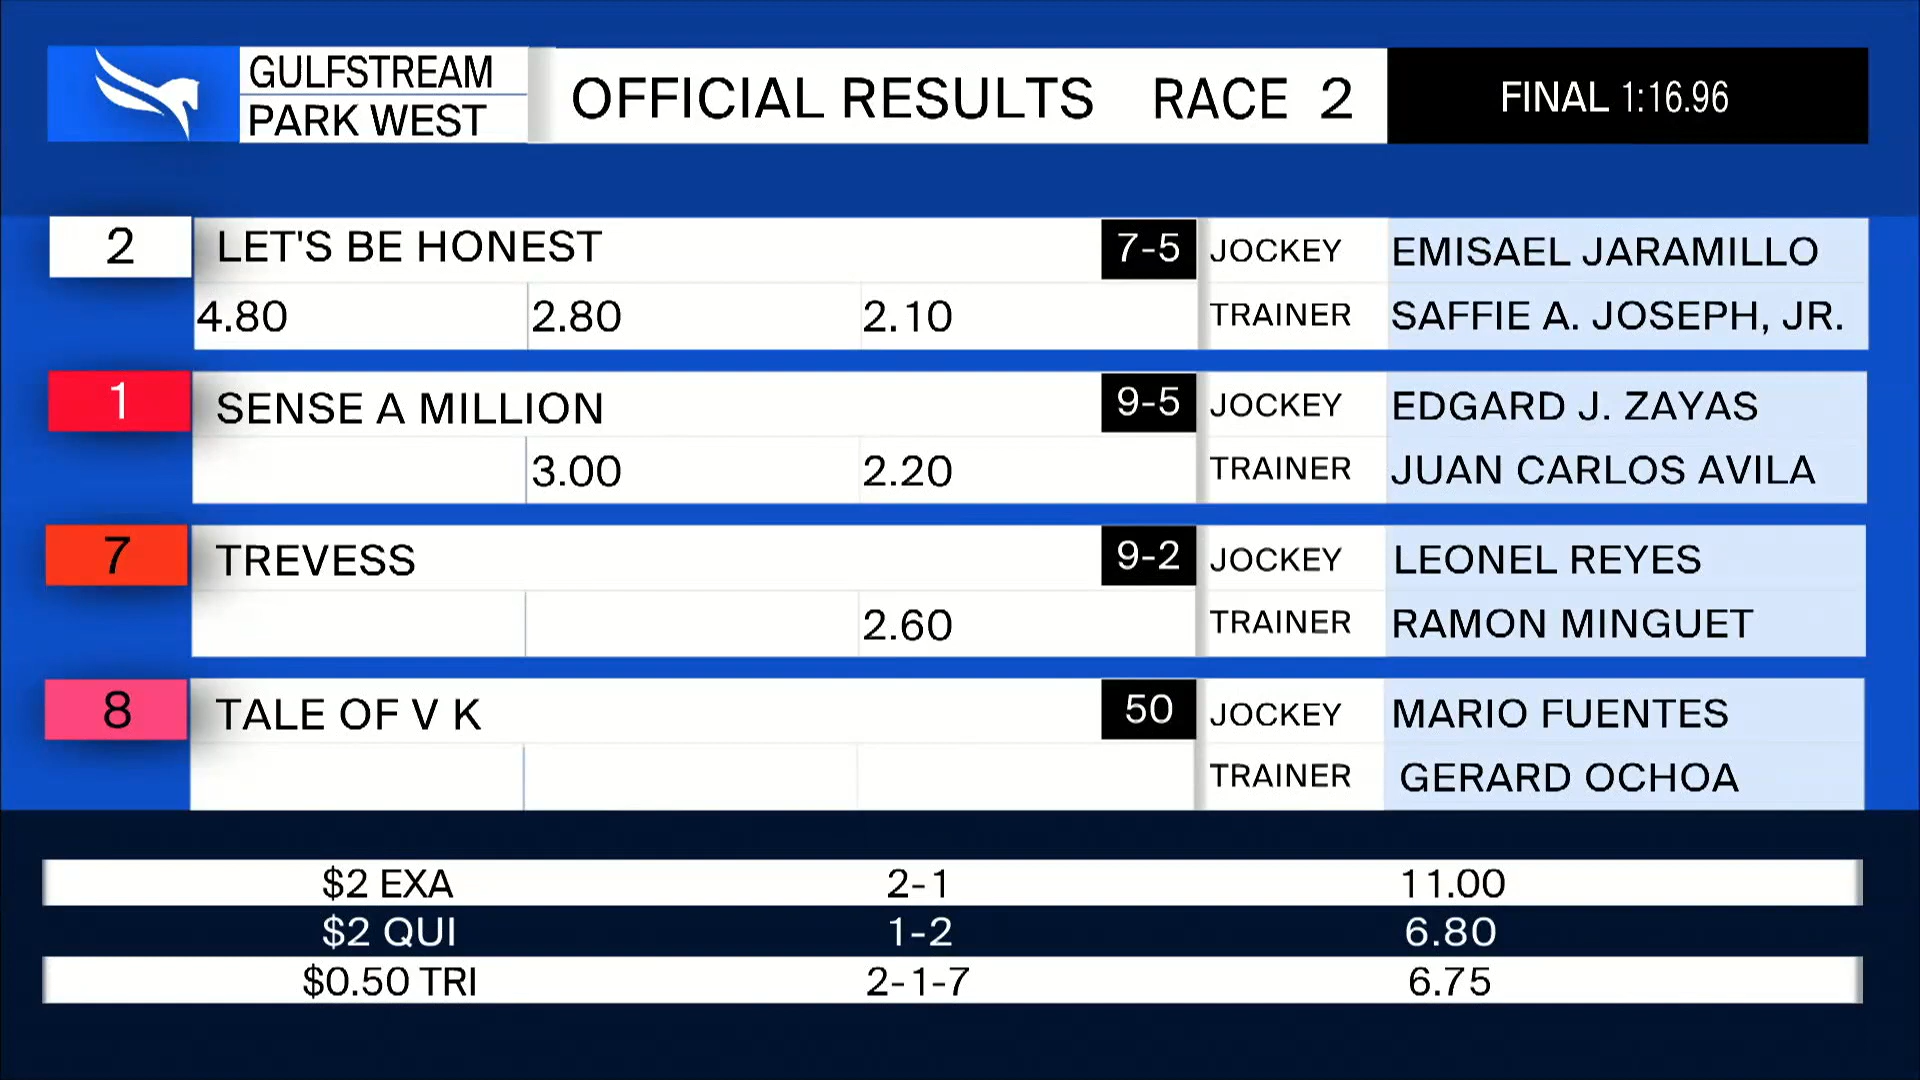 GULFSTREAM
PARK WEST
OFFICIAL RESULTS RACE 2
FINAL 1:16.96
2 LET'S BE HONEST 7-5 JOCKEY EMISAEL JARAMILLO
4.80 2.80 2.10 TRAINER SAFFIE A. JOSEPH, JR.
1 SENSE A MILLION 9-5 JOCKEY EDGARD J. ZAYAS
3.00 2.20 TRAINER JUAN CARLOS AVILA
7 TREVESS 9-2 JOCKEY LEONEL REYES
2.60 TRAINER RAMON MINGUET
8 TALE OF V K 50 JOCKEY MARIO FUENTES
TRAINER GERARD OCHOA
$2 EXA 2-1 11.00
$2 QUI 1-2 6.80
$0.50 TRI 2-1-7 6.75